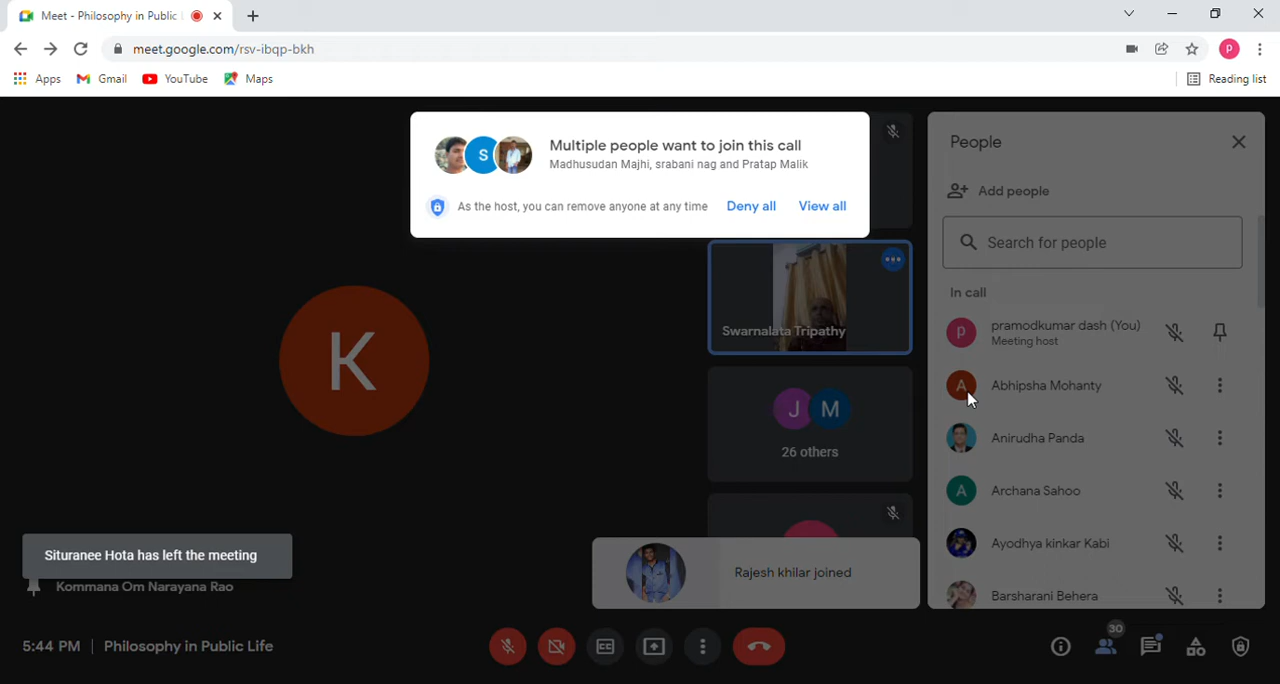 Meet - Philosophy in Public
meet.google.com/rsv-ibqp-bkh
P
Apps
Gmail
YouTube
Maps
Reading list
S
Multiple people want to join this call
Madhusudan Majhi, srabani nag and Pratap Malik
As the host, you can remove anyone at any time
Deny all
View all
People
Add people
Search for people
In call
P
pramodkumar dash (You)
Meeting host
A
Abhipsha Mohanty
Anirudha Panda
A
Archana Sahoo
Ayodhya kinkar Kabi
Barsharani Behera
K
Swarnalata Tripathy
J M
26 others
Situranee Hota has left the meeting
Kommana Om Narayana Rao
Rajesh khilar joined
5:44 PM | Philosophy in Public Life
CC
30